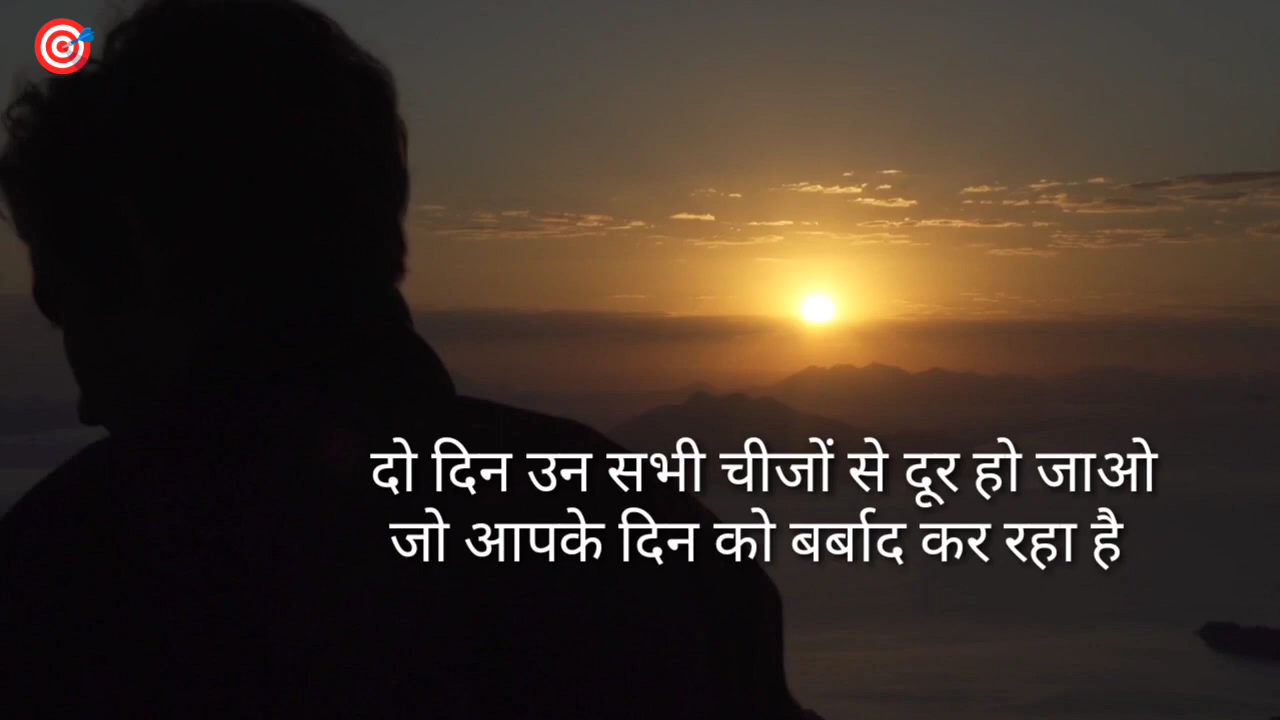 दो दिन उन सभी चीजों से दूर हो जाओ
जो आपके दिन को बर्बाद कर रहा है